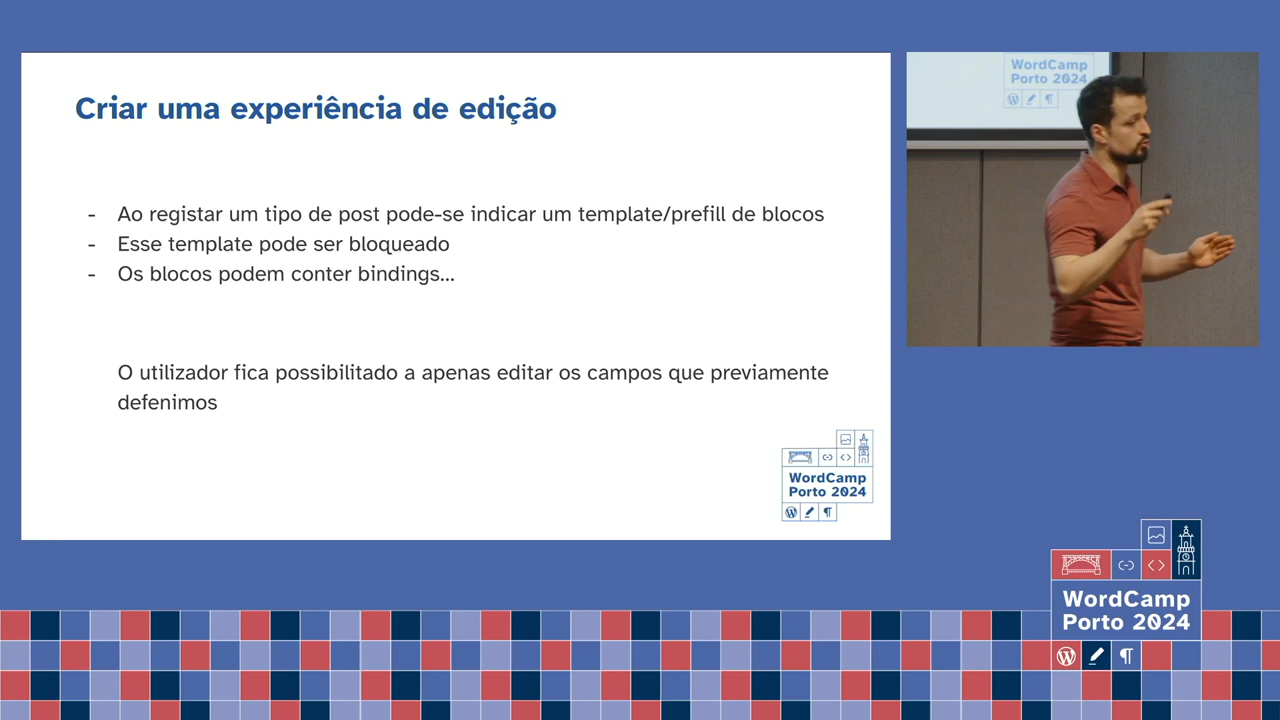 Criar uma experiência de edição
- Ao registar um tipo de post pode-se indicar um template/prefill de blocos
- Esse template pode ser bloqueado
- Os blocos podem conter bindings...
O utilizador fica possibilitado a apenas editar os campos que previamente
defenimos
WordCamp
Porto 2024
WordCamp
Porto 2024
WordCamp
Porto 2024